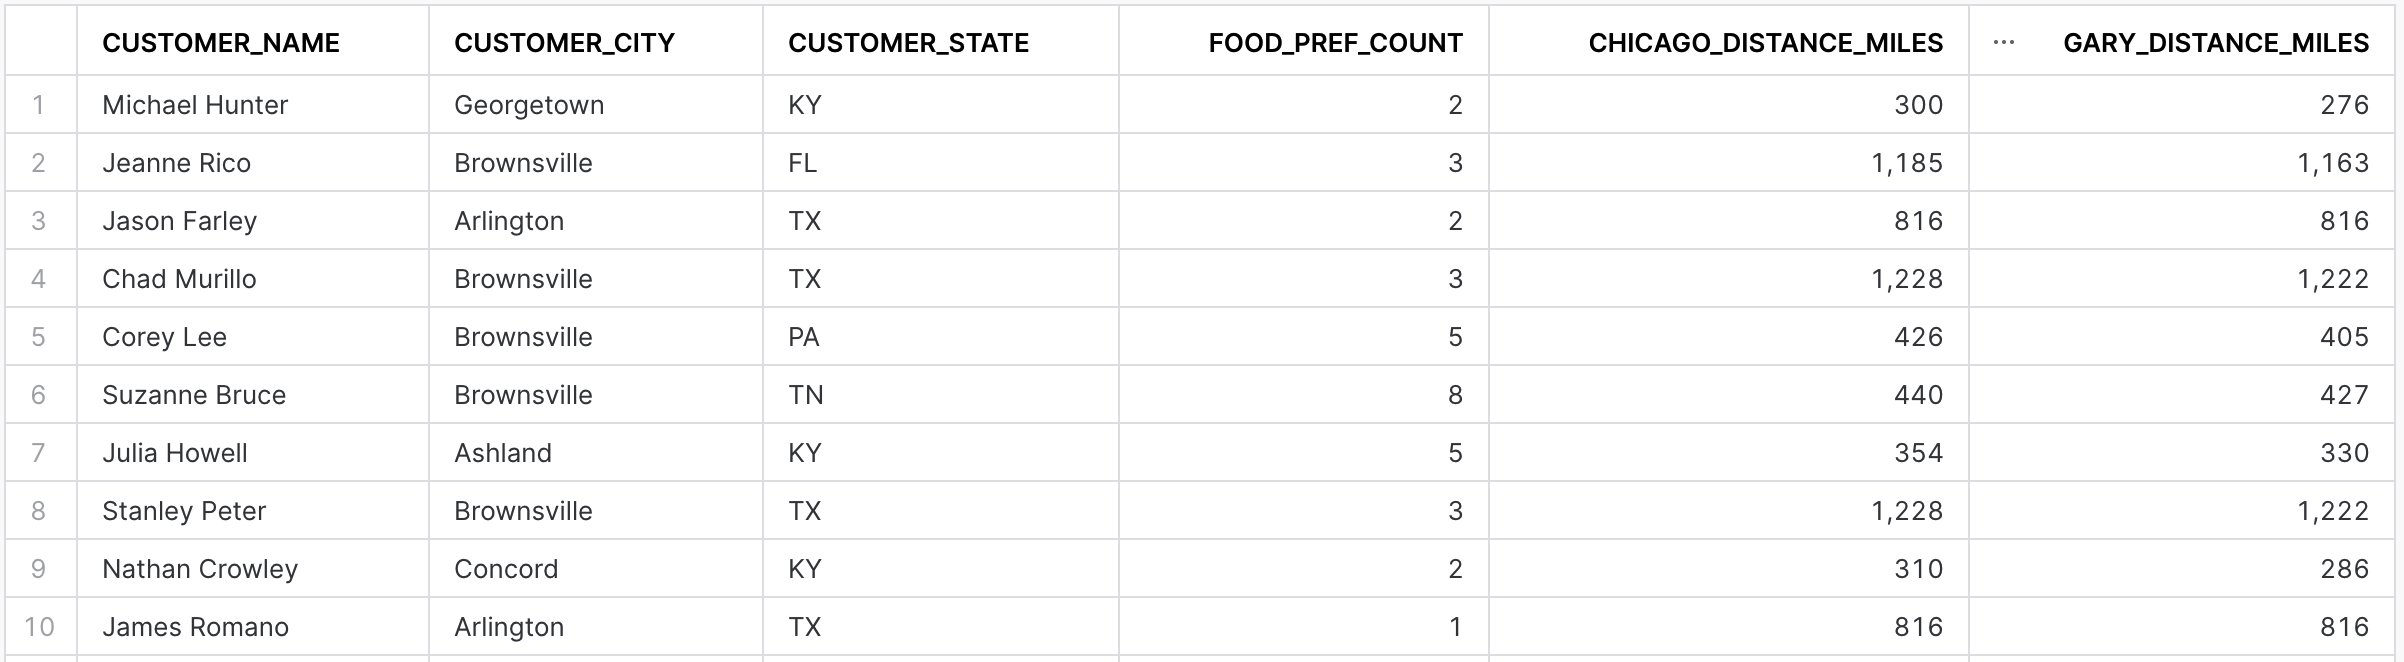 CUSTOMER_NAME CUSTOMER_CITY CUSTOMER_STATE FOOD_PREF_COUNT CHICAGO_DISTANCE_MILES ··· GARY_DISTANCE_MILES
1 Michael Hunter Georgetown KY 2 300 276
2 Jeanne Rico Brownsville FL 3 1,185 1,163
3 Jason Farley Arlington TX 2 816 816
4 Chad Murillo Brownsville TX 3 1,228 1,222
5 Corey Lee Brownsville PA 5 426 405
6 Suzanne Bruce Brownsville TN 8 440 427
7 Julia Howell Ashland KY 5 354 330
8 Stanley Peter Brownsville TX 3 1,228 1,222
9 Nathan Crowley Concord KY 2 310 286
10 James Romano Arlington TX 1 816 816